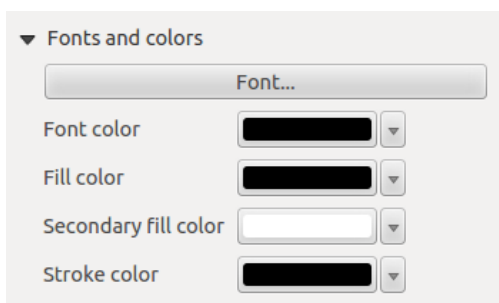 Fonts and colors
Font...
Font color
Fill color
Secondary fill color
Stroke color